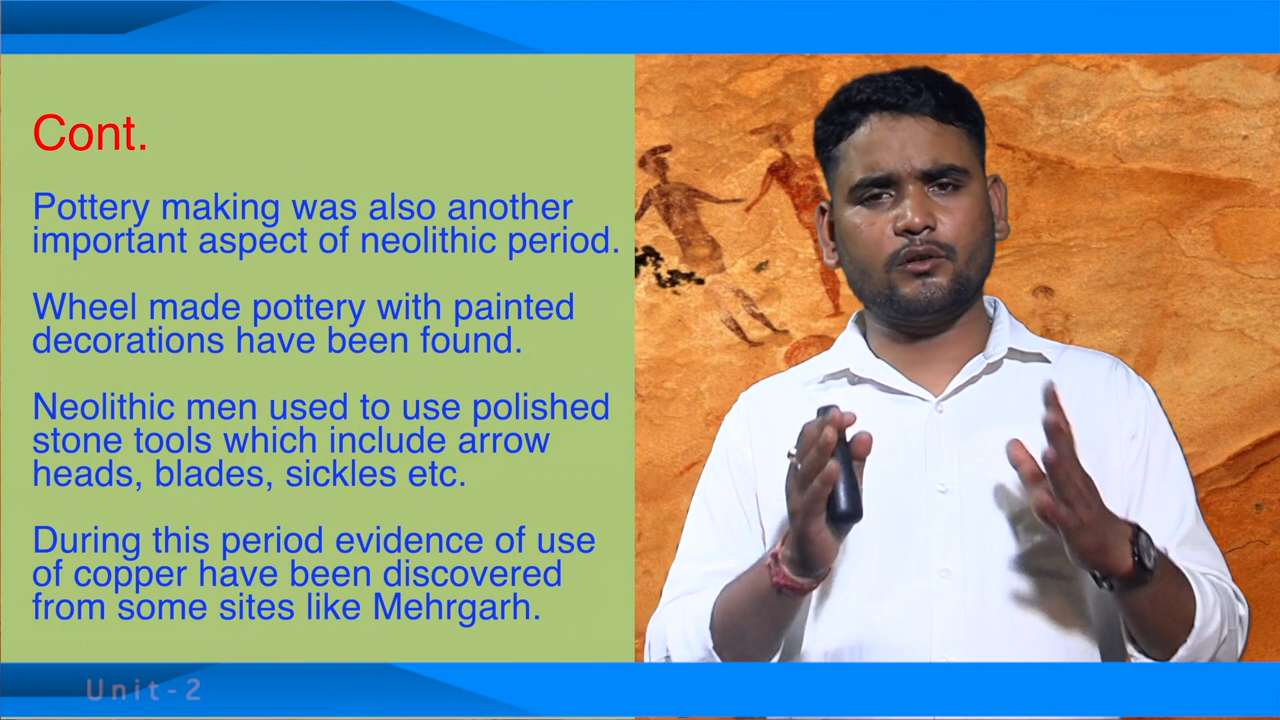 Cont.
Pottery making was also another
important aspect of neolithic period.
Wheel made pottery with painted
decorations have been found.
Neolithic men used to use polished
stone tools which include arrow
heads, blades, sickles etc.
During this period evidence of use
of copper have been discovered
from some sites like Mehrgarh.
Unit-2